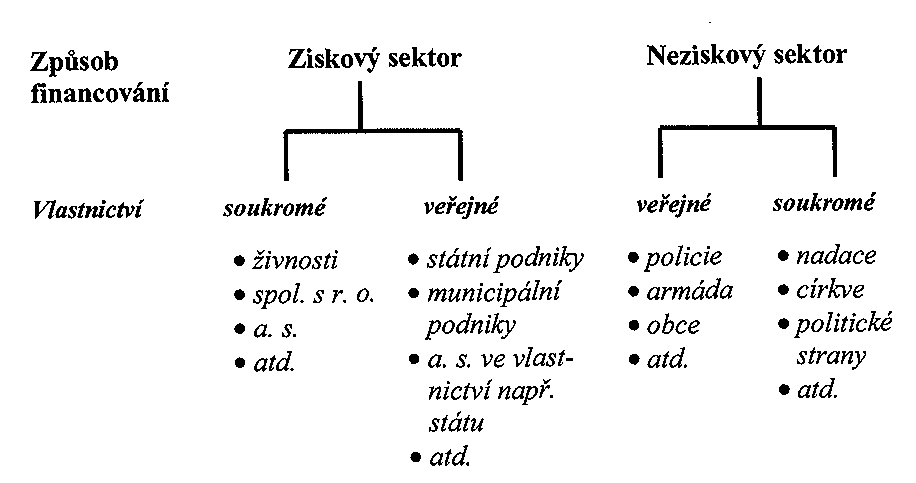 Způsob
financování
Ziskový sektor
Neziskový sektor
Vlastnictví
soukromé
veřejné
veřejné
soukromé
• živnosti
• spol. s r. o.
• a. s.
• atd.
• státní podniky
• municipální
podniky
• a. s. ve vlast-
nictví např.
státu
• atd.
• policie
• armáda
• obce
• atd.
• nadace
• církve
• politické
strany
• atd.